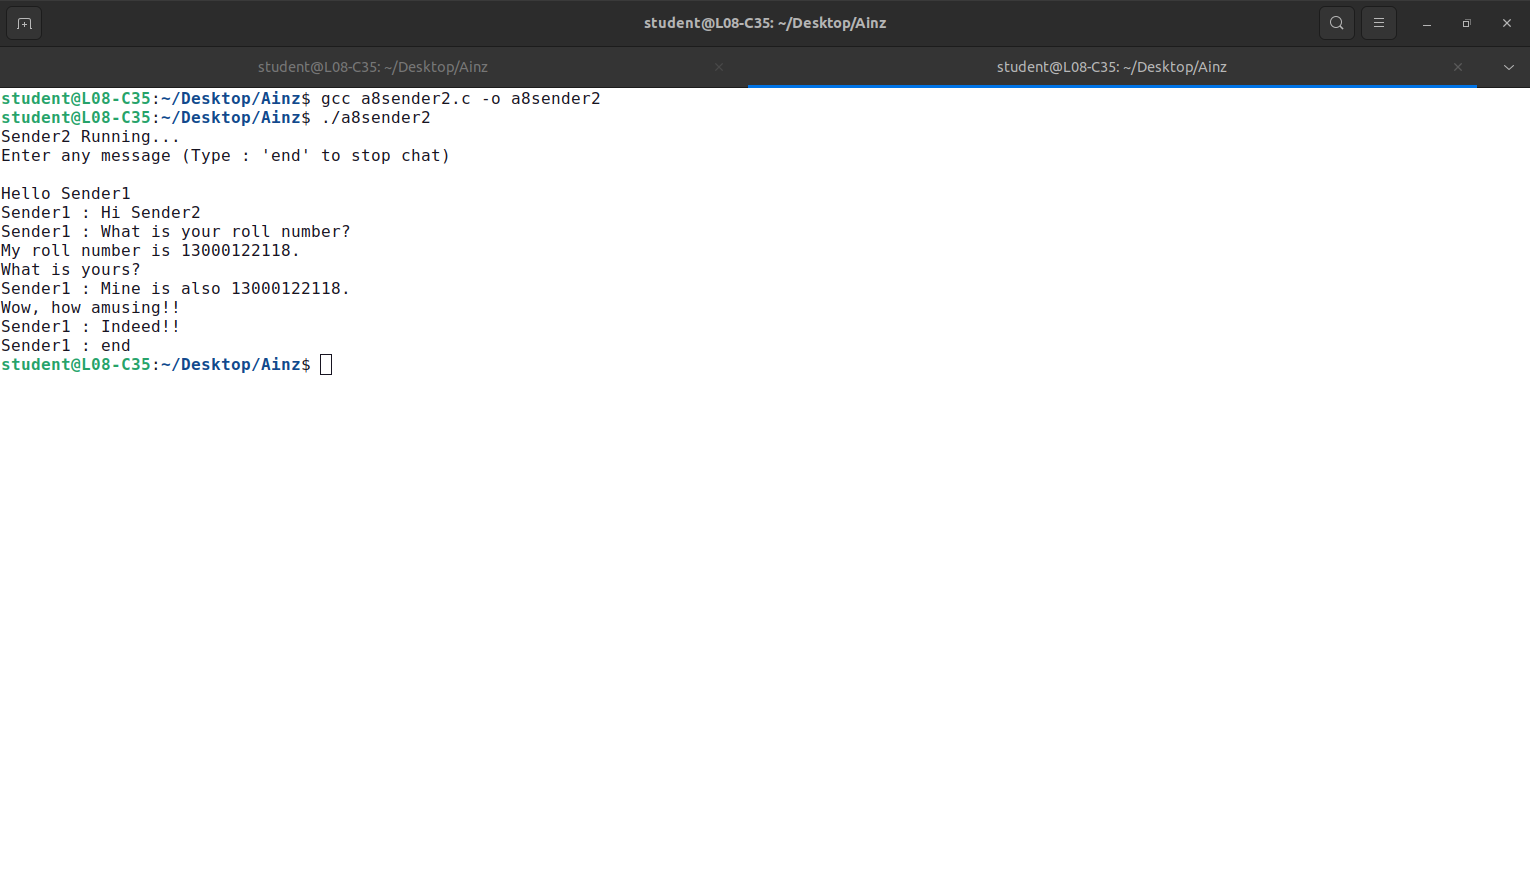 student@L08-C35: ~/Desktop/Ainz
student@L08-C35: ~/Desktop/Ainz
student@L08-C35: ~/Desktop/Ainz
student@L08-C35:~/Desktop/Ainz$ gcc a8sender2.c -o a8sender2
student@L08-C35:~/Desktop/Ainz$ ./a8sender2
Sender2 Running...
Enter any message (Type : 'end' to stop chat)
Hello Sender1
Sender1 : Hi Sender2
Sender1 : What is your roll number?
My roll number is 13000122118.
What is yours?
Sender1 : Mine is also 13000122118.
Wow, how amusing!!
Sender1 : Indeed!!
Sender1 : end
student@L08-C35:~/Desktop/Ainz$